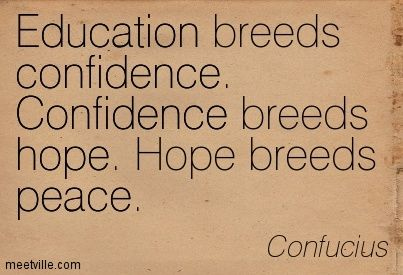 Education breeds
confidence.
Confidence breeds
hope. Hope breeds
peace.
Confucius
meetville.com